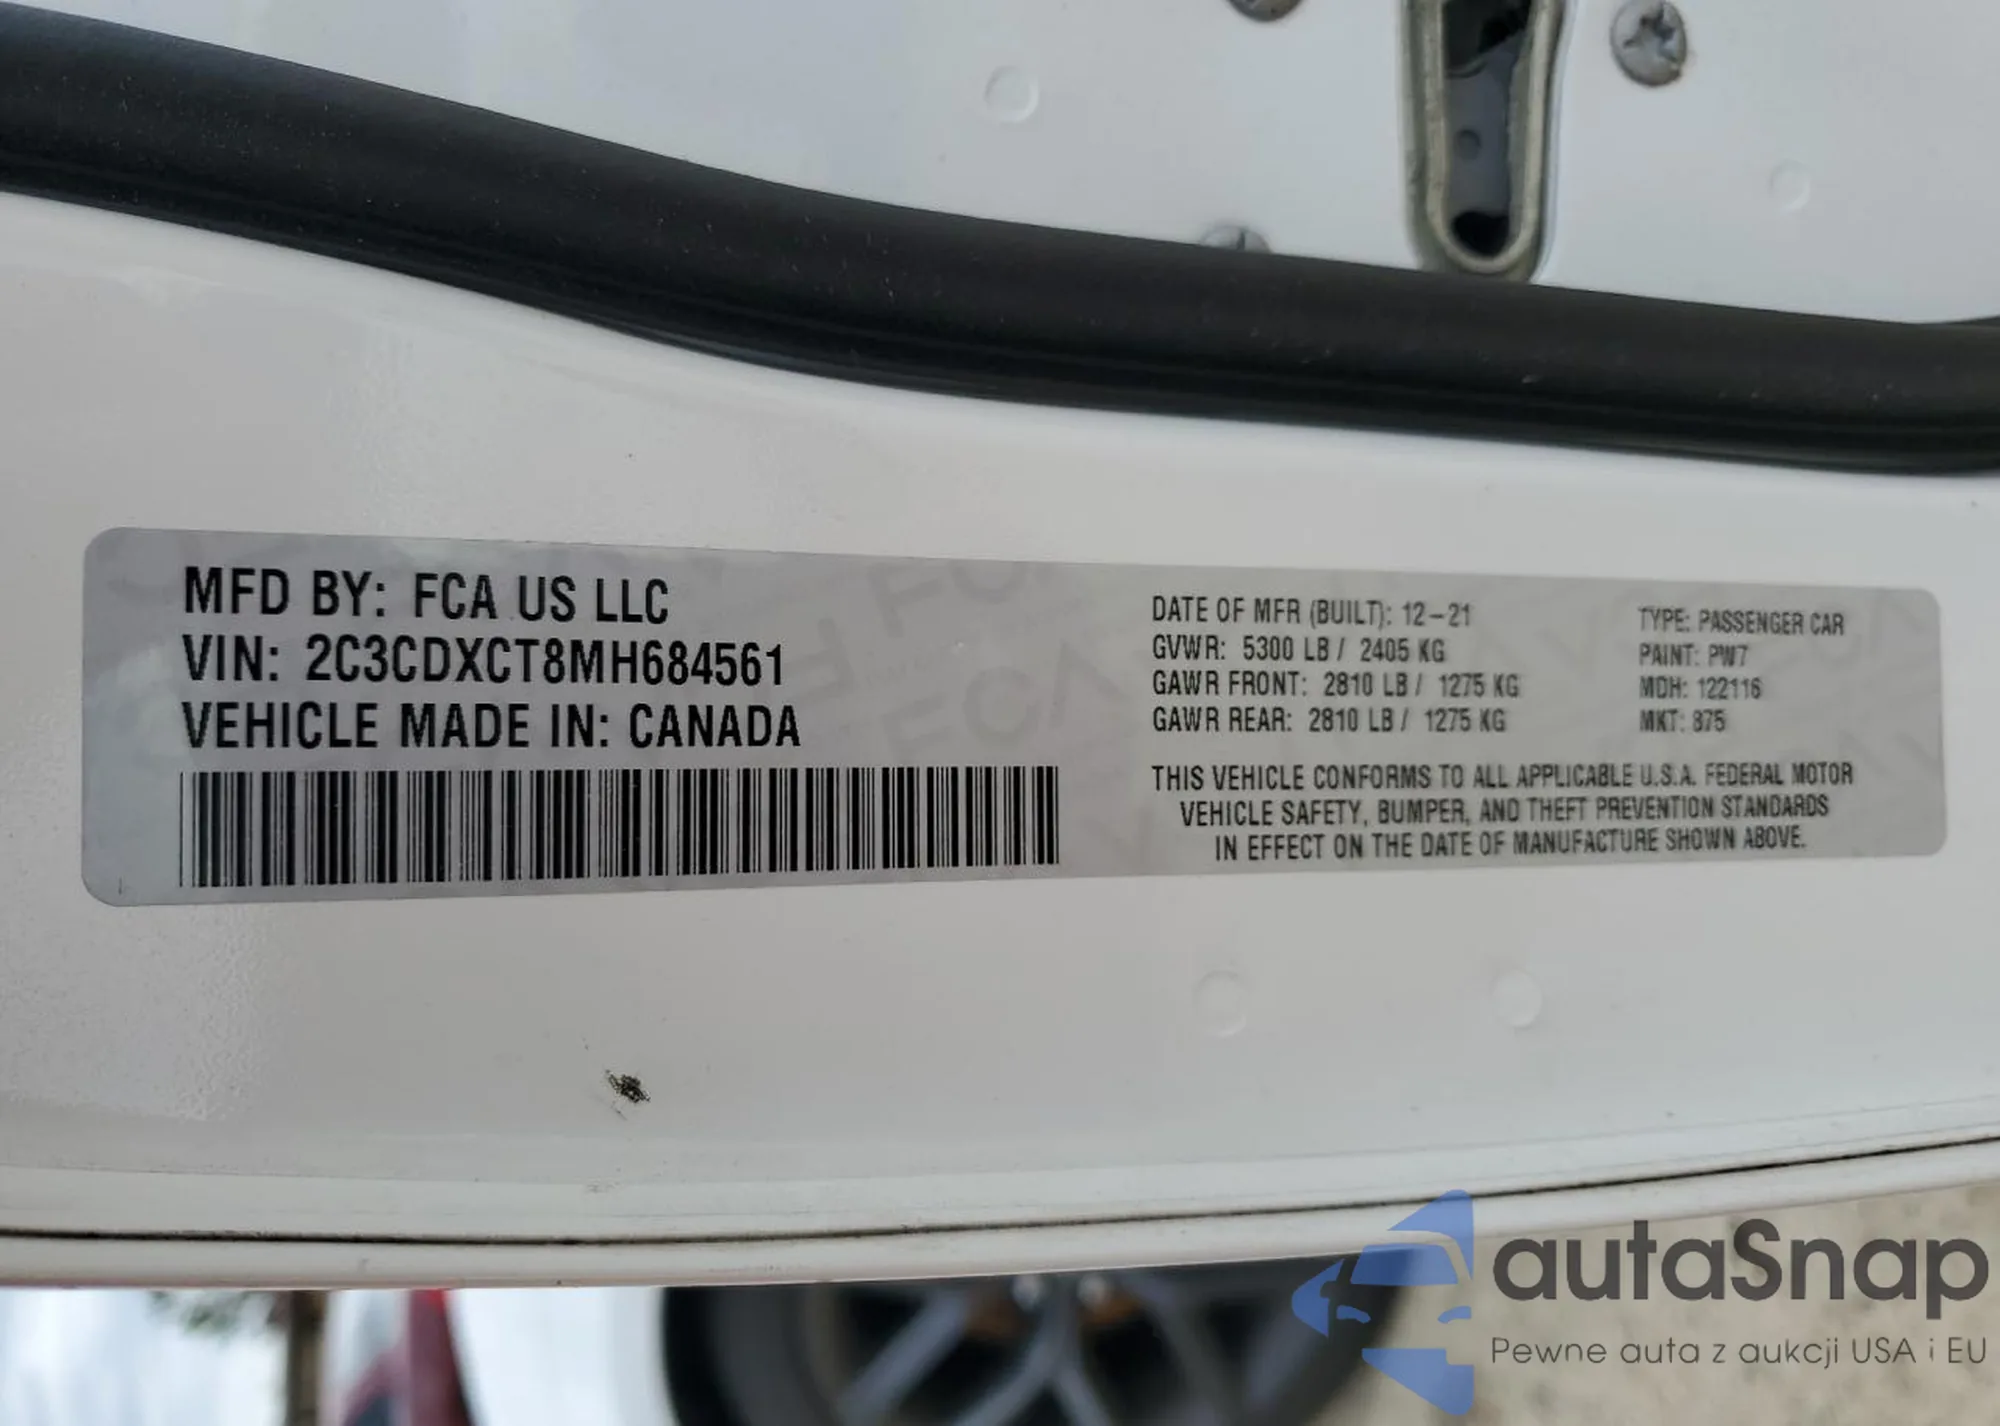 MFD BY: FCA US LLC
VIN: 2C3CDXCT8MH684561
VEHICLE MADE IN: CANADA
DATE OF MFR (BUILT): 12-21
GVWR: 5300 LB / 2405 KG
GAWR FRONT: 2810 LB / 1275 KG
GAWR REAR: 2810 LB / 1275 KG
TYPE: PASSENGER CAR
PAINT: PW7
MDH: 122116
MKT: 875
THIS VEHICLE CONFORMS TO ALL APPLICABLE U.S.A. FEDERAL MOTOR
VEHICLE SAFETY, BUMPER, AND THEFT PREVENTION STANDARDS
IN EFFECT ON THE DATE OF MANUFACTURE SHOWN ABOVE.
autaSnap
Pewne auta z aukcji USA i EU